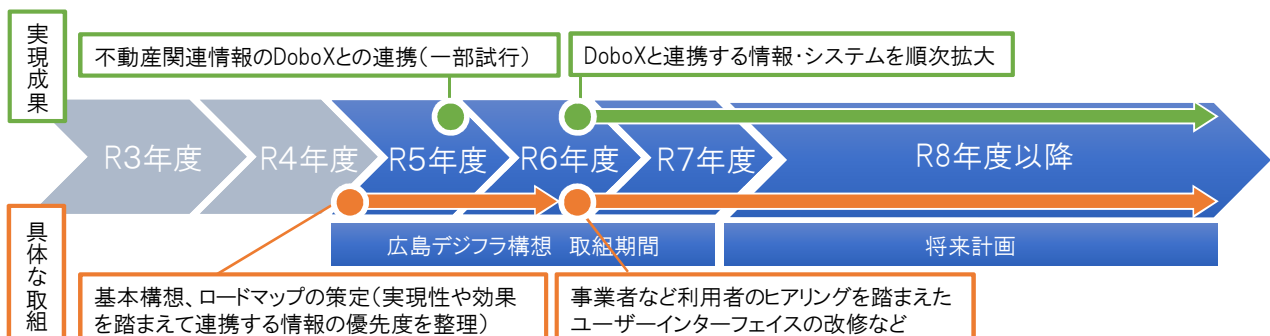 実現成果
不動産関連情報のDoboXとの連携（一部試行）
DoboXと連携する情報・システムを順次拡大
R3年度
R4年度
R5年度
R6年度
R7年度
R8年度以降
広島デジフラ構想 取組期間
将来計画
具体な取組
基本構想、ロードマップの策定（実現性や効果
を踏まえて連携する情報の優先度を整理）
事業者など利用者のヒアリングを踏まえた
ユーザーインターフェイスの改修など